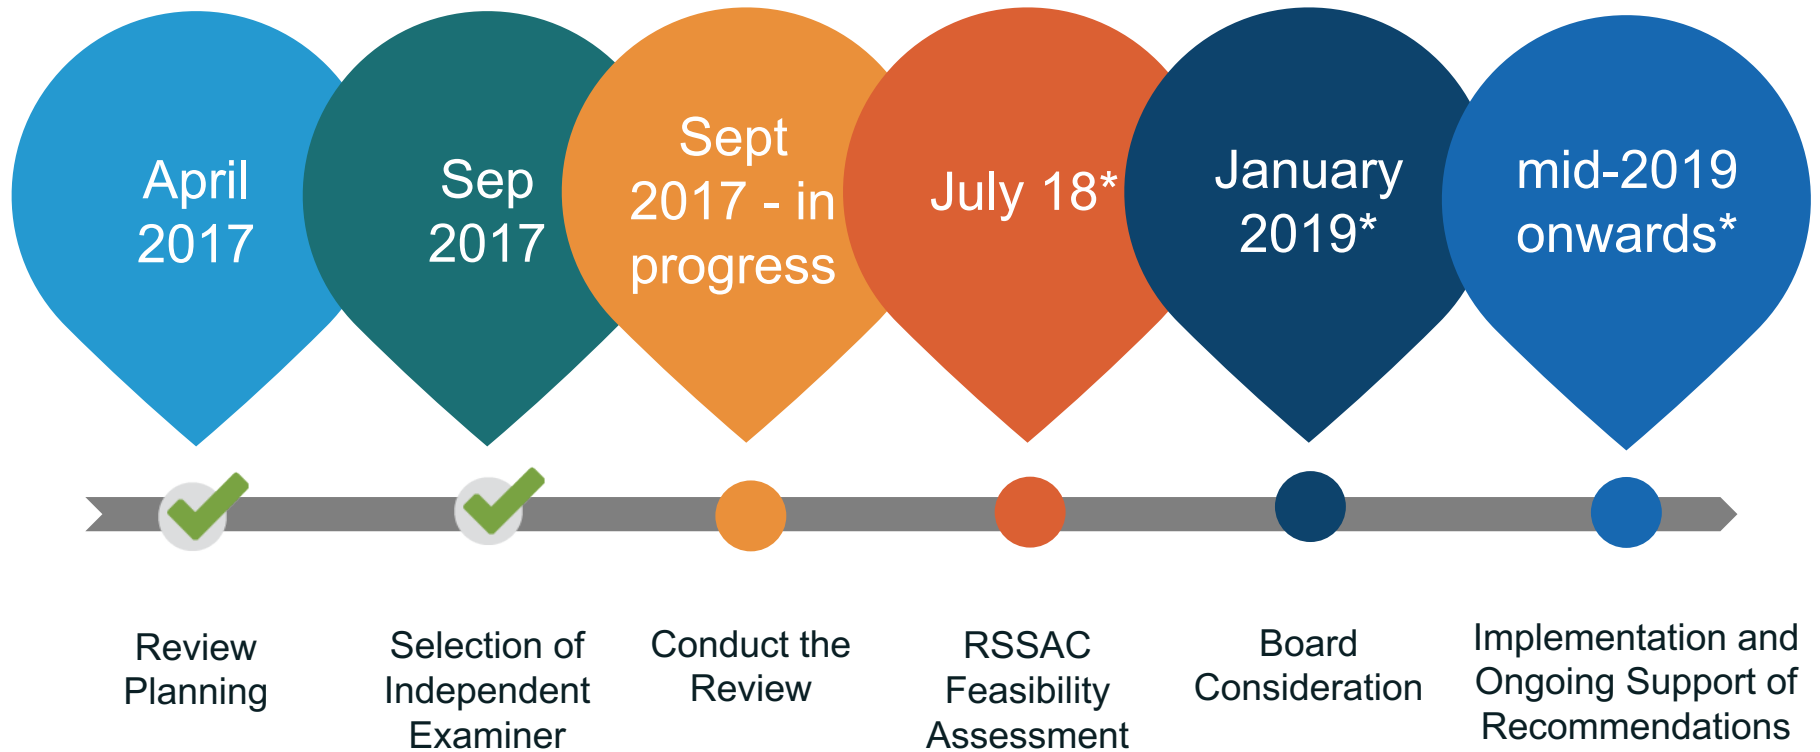 April
2017
Sep
2017
Sept
2017 - in
progress
July 18*
January
2019*
mid-2019
onwards*
Review
Planning
Selection of
Independent
Examiner
Conduct the
Review
RSSAC
Feasibility
Assessment
Board
Consideration
Implementation and
Ongoing Support of
Recommendations